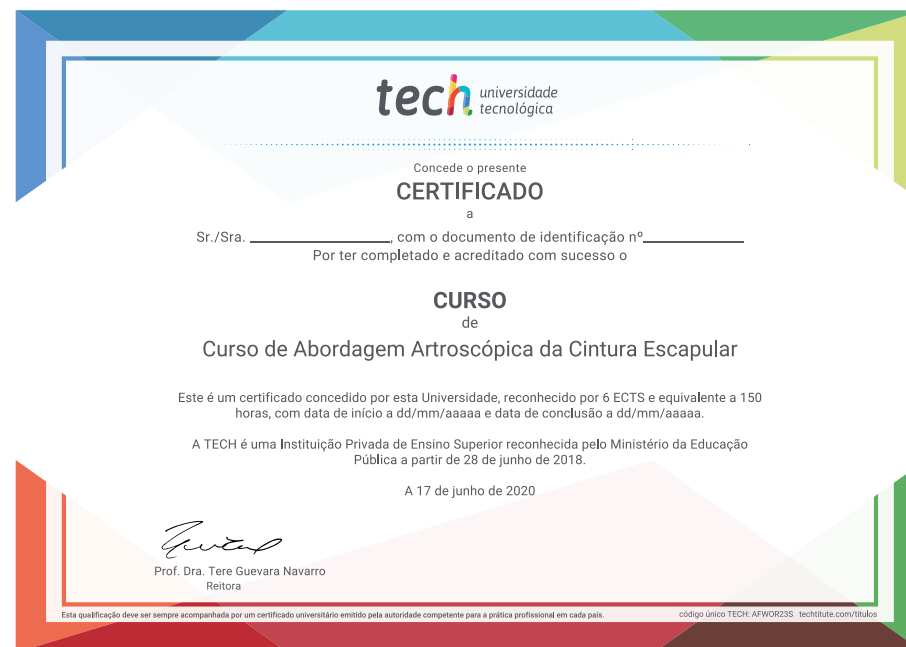 tech universidade
tecnológica
Concede o presente
CERTIFICADO
a
Sr./Sra. ______________, com o documento de identificação nº__________
Por ter completado e acreditado com sucesso o
CURSO
de
Curso de Abordagem Artroscópica da Cintura Escapular
Este é um certificado concedido por esta Universidade, reconhecido por 6 ECTS e equivalente a 150
horas, com data de início a dd/mm/aaaaa e data de conclusão a dd/mm/aaaaa.
A TECH é uma Instituição Privada de Ensino Superior reconhecida pelo Ministério da Educação
Pública a partir de 28 de junho de 2018.
A 17 de junho de 2020
Prof. Dra. Tere Guevara Navarro
Reitora
Esta qualificação deve ser sempre acompanhada por um certificado universitário emitido pela autoridade competente para a prática profissional em cada país.
código único TECH: AFWOR23S techtitute.com/titulos